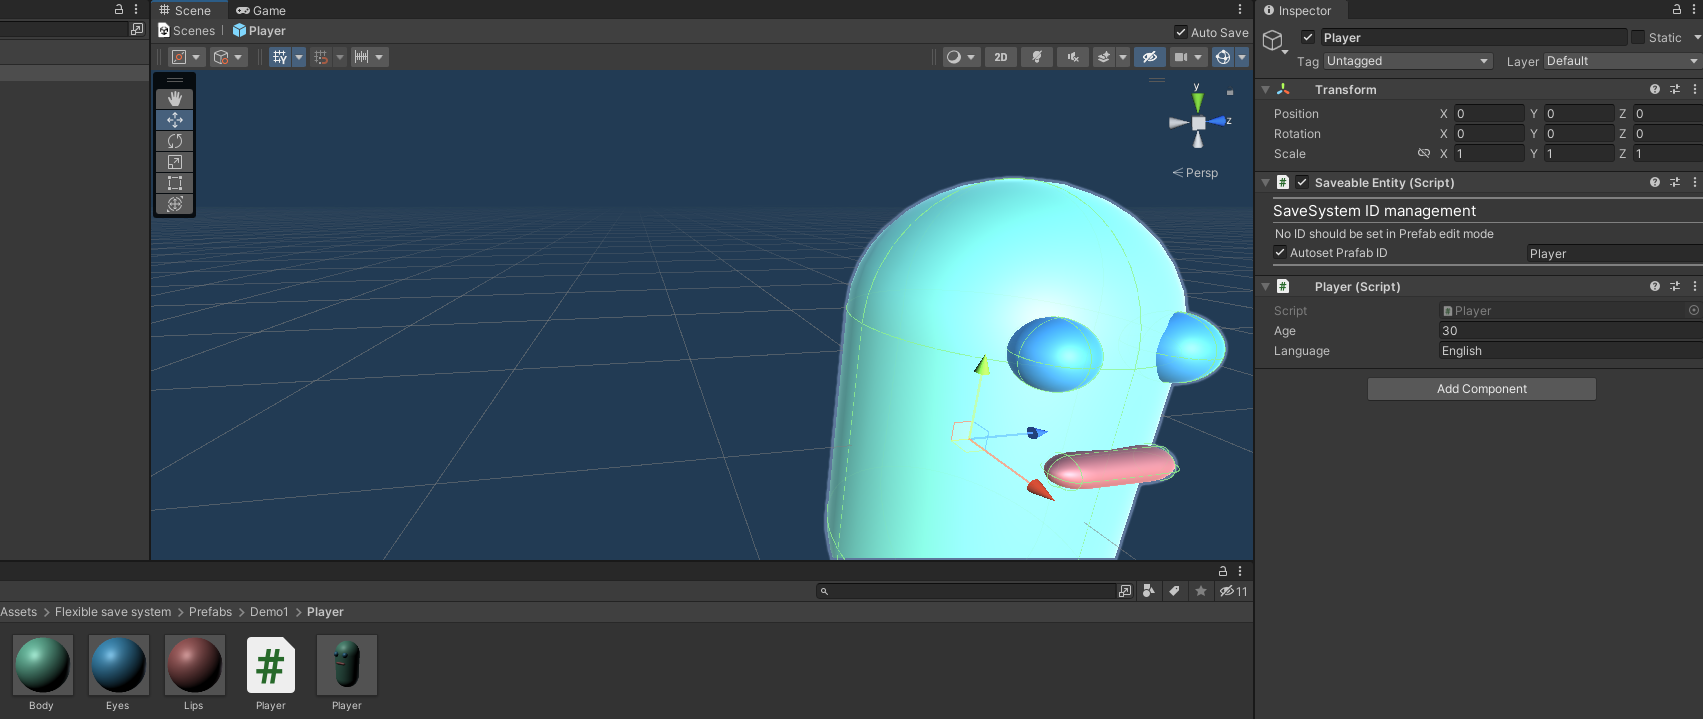 Scene Game
Scenes Player
Auto Save
2D
y
z
Persp
Inspector
Player Static
Tag Untagged Layer Default
Transform
Position X 0 Y 0 Z 0
Rotation X 0 Y 0 Z 0
Scale X 1 Y 1 Z 1
# Saveable Entity (Script)
SaveSystem ID management
No ID should be set in Prefab edit mode
Autoset Prafab ID Player
# Player (Script)
Script Player
Age 30
Language English
Add Component
11
Assets > Flexible save system > Prefabs > Demo1 > Player
#
Body Eyes Lips Player Player